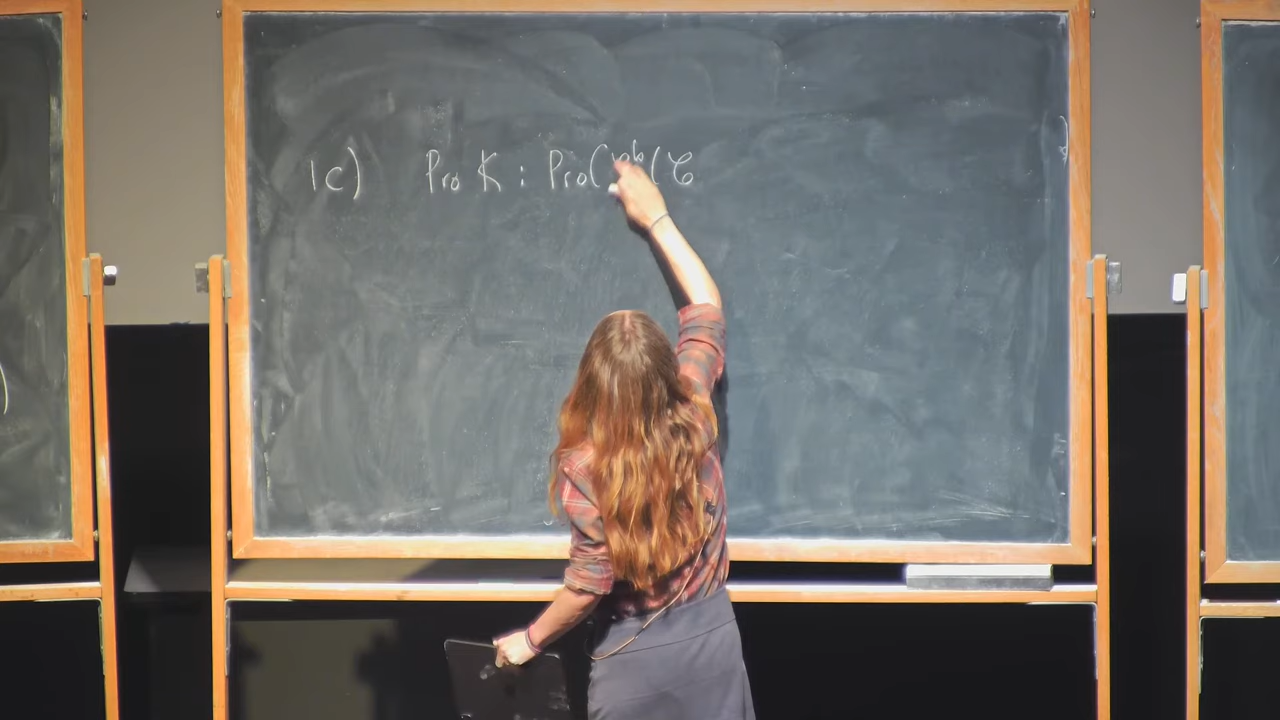 1c) Pro K : Pro( (𝒞